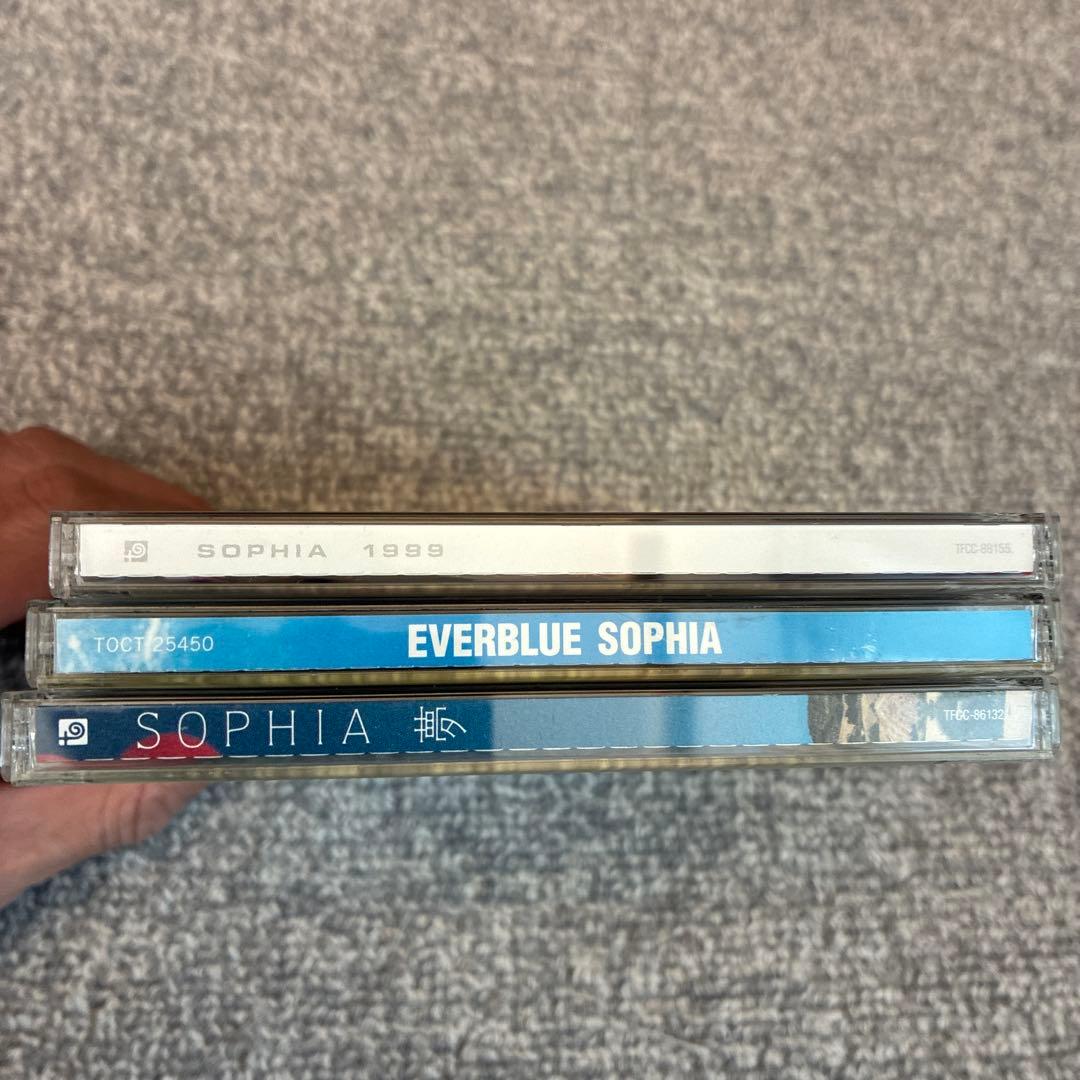 SOPHIA 1999 TFCC-88155
TOCT-25450 EVERBLUE SOPHIA
SOPHIA 夢 TFCC-86132